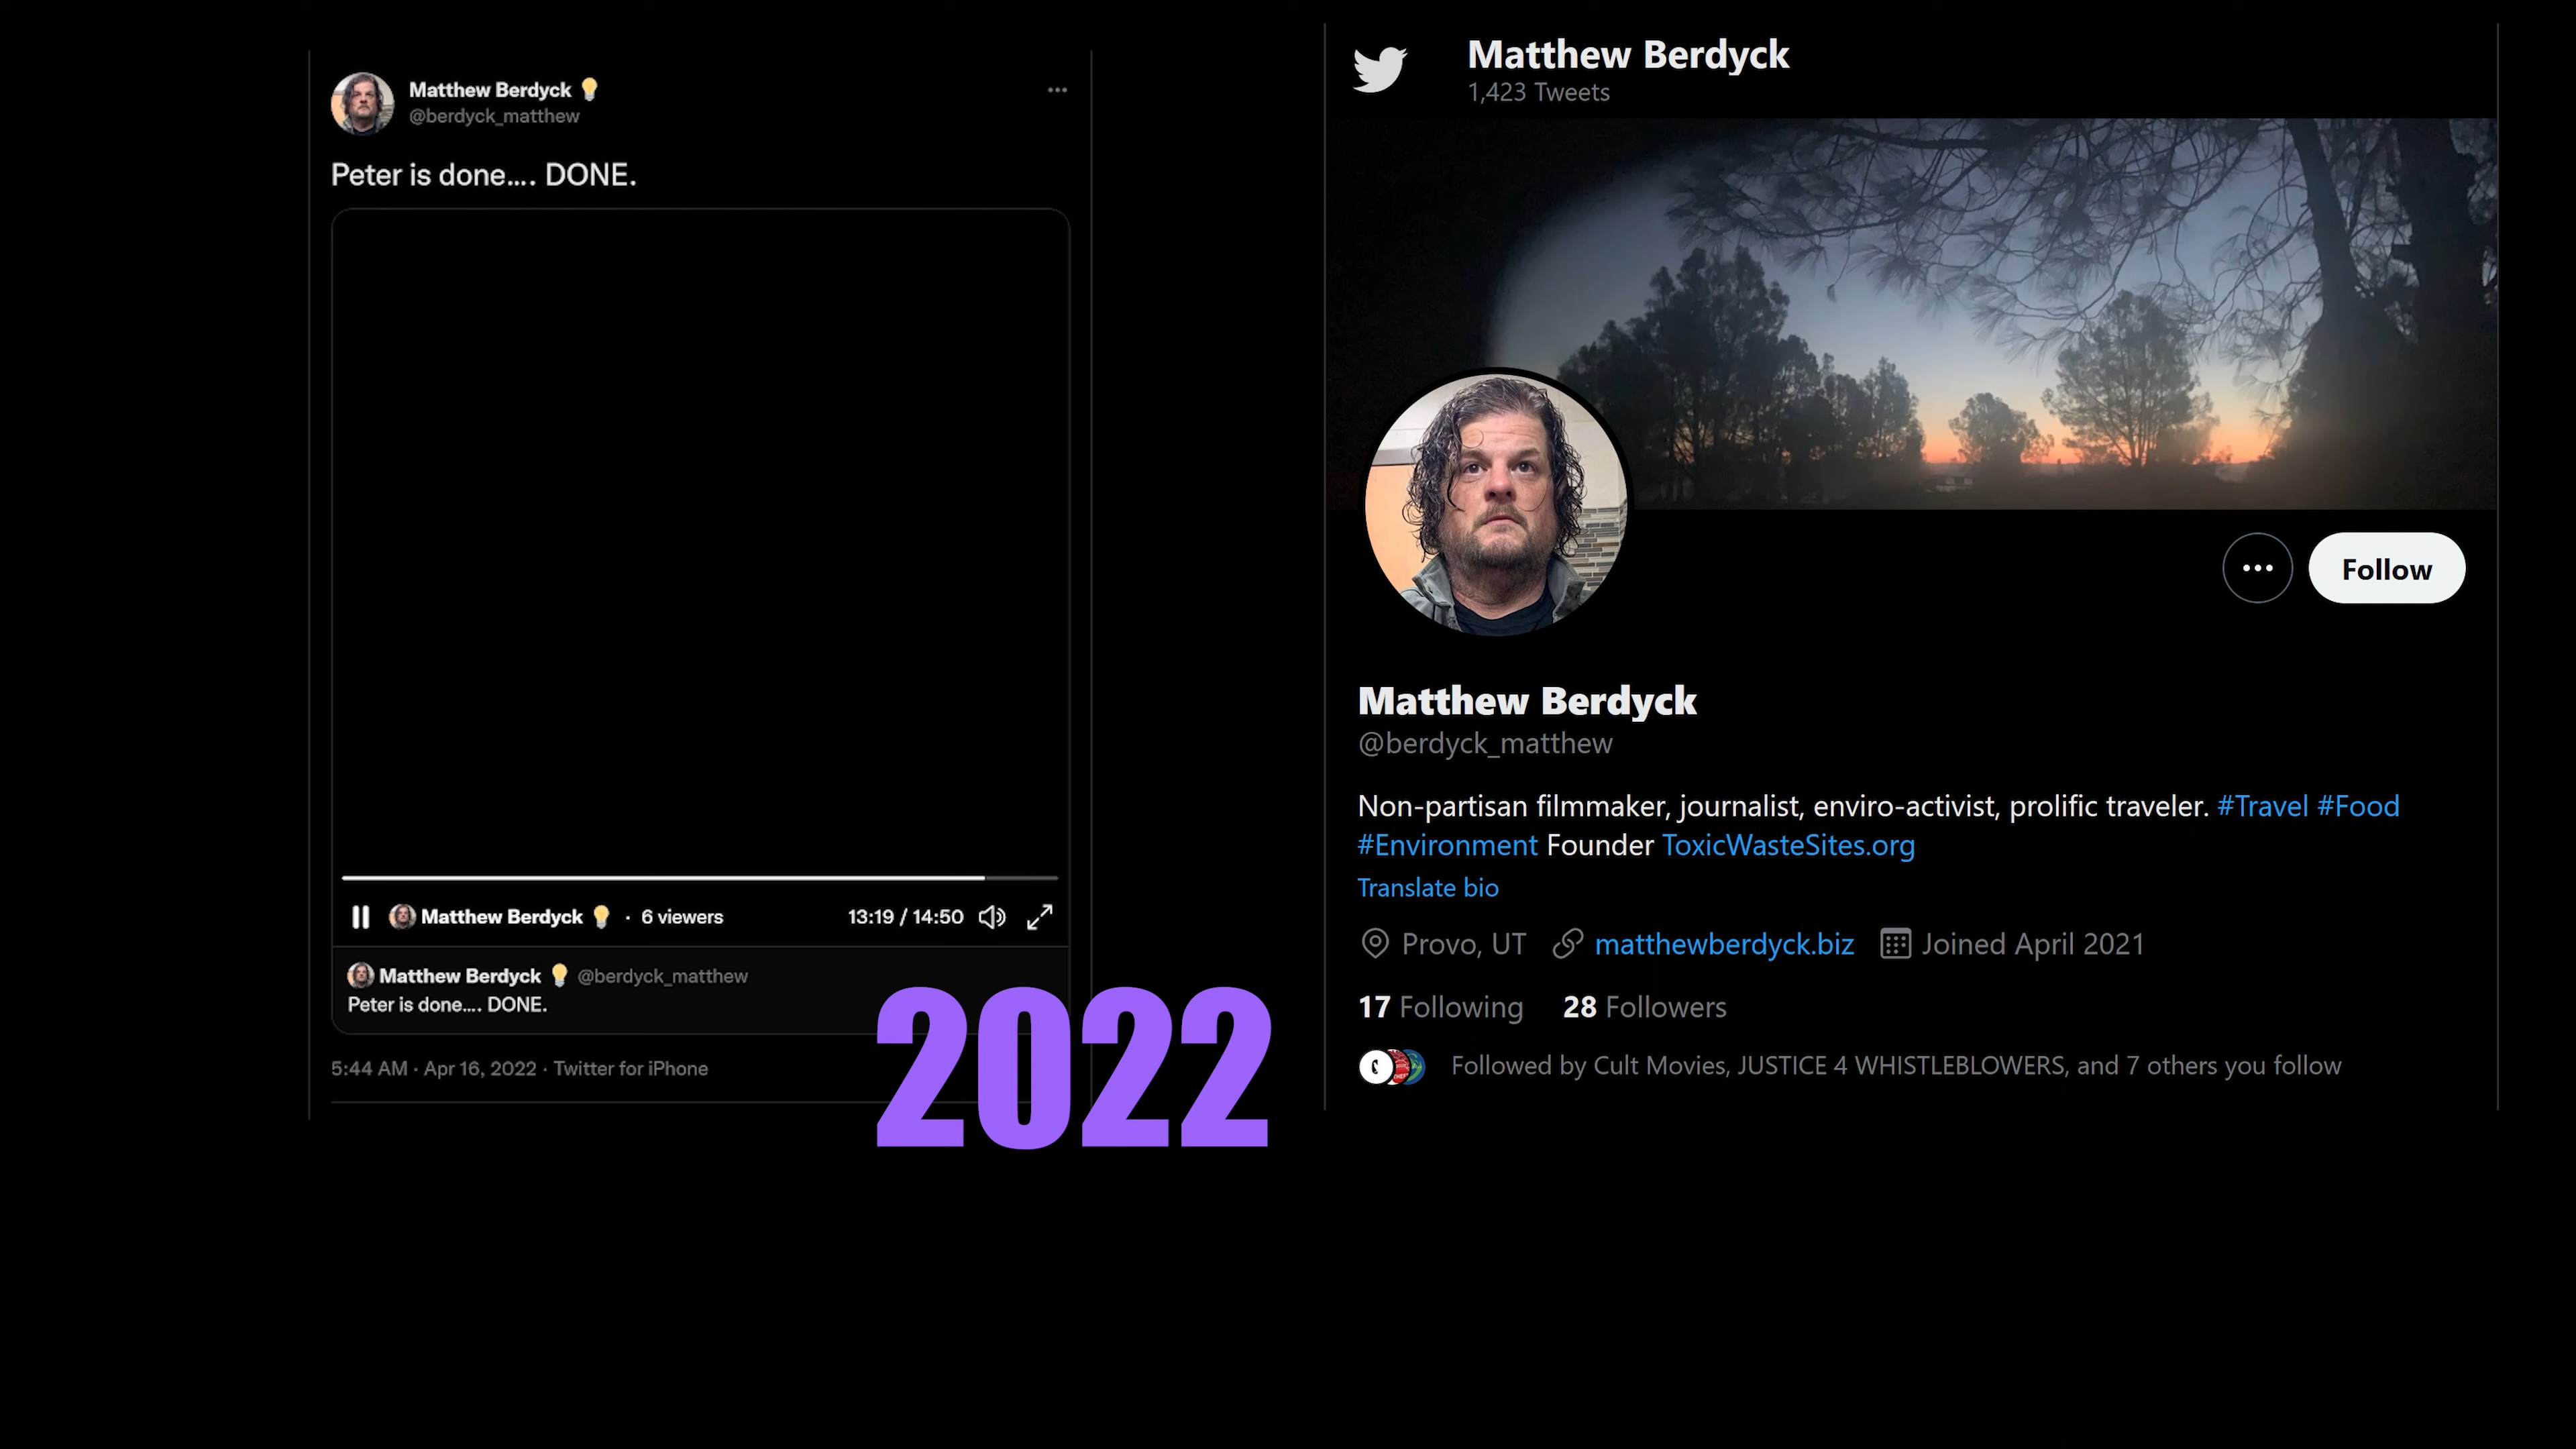 Matthew Berdyck 💡
@berdyck_matthew
Peter is done.... DONE.
Matthew Berdyck 💡 · 6 viewers
13:19 / 14:50
Matthew Berdyck 💡 @berdyck_matthew
Peter is done.... DONE.
5:44 AM · Apr 16, 2022 · Twitter for iPhone
2022
Matthew Berdyck
1,423 Tweets
Follow
Matthew Berdyck
@berdyck_matthew
Non-partisan filmmaker, journalist, enviro-activist, prolific traveler. #Travel #Food
#Environment Founder ToxicWasteSites.org
Translate bio
Provo, UT matthewberdyck.biz Joined April 2021
17 Following 28 Followers
Followed by Cult Movies, JUSTICE 4 WHISTLEBLOWERS, and 7 others you follow